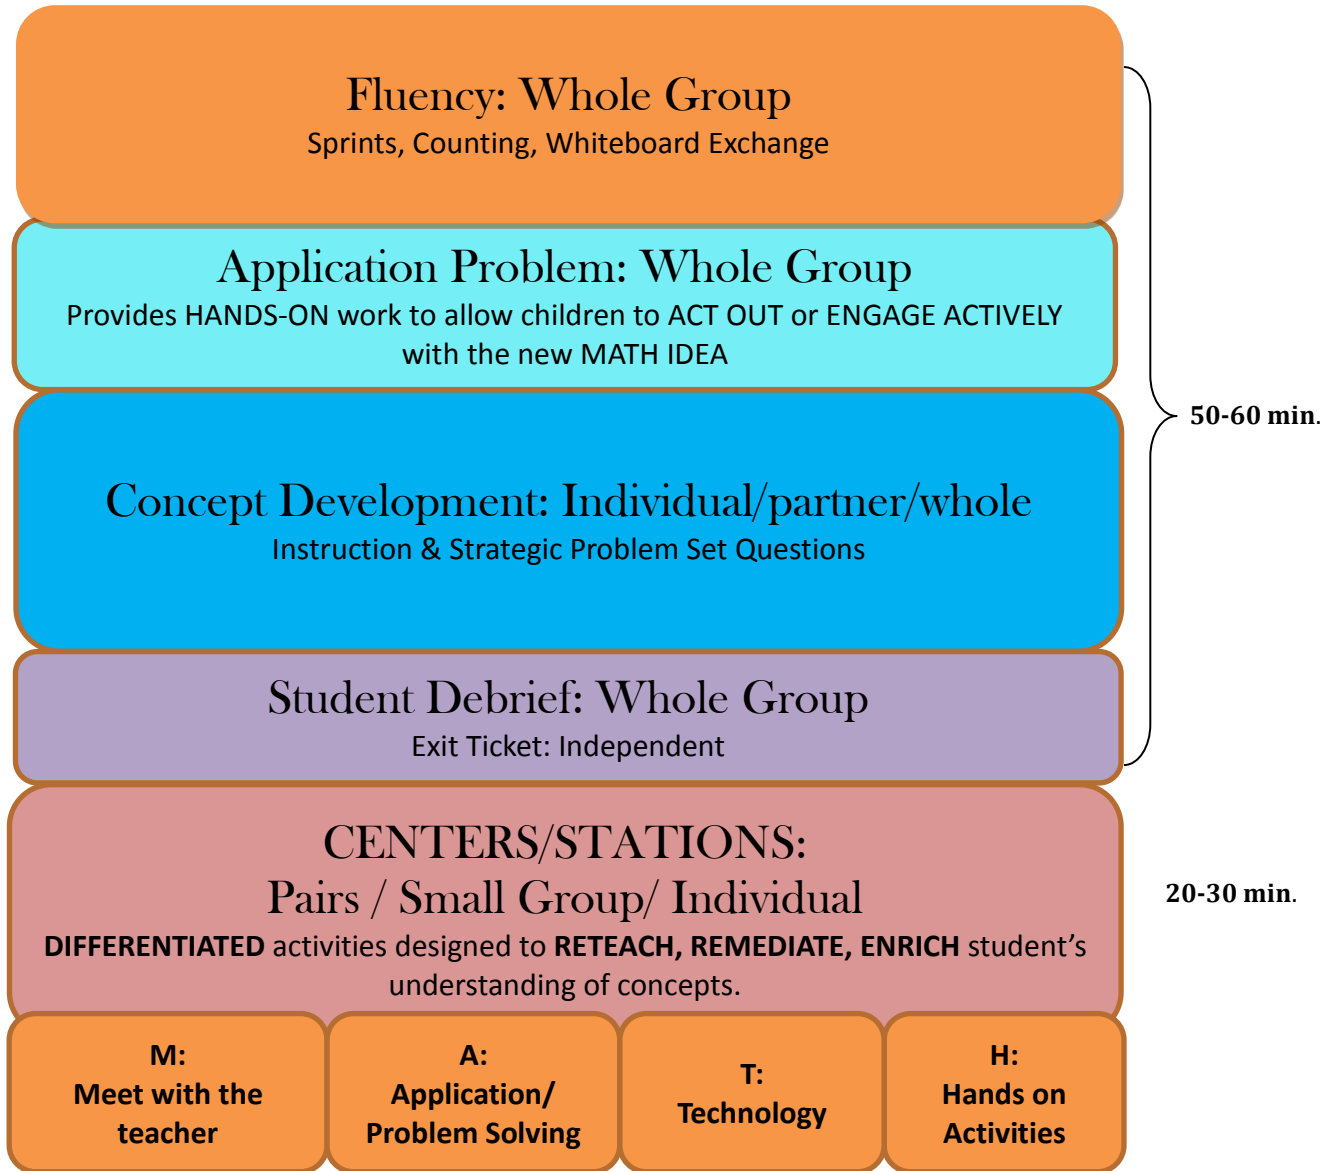 Fluency: Whole Group
Sprints, Counting, Whiteboard Exchange
Application Problem: Whole Group
Provides HANDS-ON work to allow children to ACT OUT or ENGAGE ACTIVELY
with the new MATH IDEA
50-60 min.
Concept Development: Individual/partner/whole
Instruction & Strategic Problem Set Questions
Student Debrief: Whole Group
Exit Ticket: Independent
CENTERS/STATIONS:
Pairs / Small Group/ Individual
20-30 min.
DIFFERENTIATED activities designed to RETEACH, REMEDIATE, ENRICH student’s
understanding of concepts.
M:
Meet with the
teacher
A:
Application/
Problem Solving
T:
Technology
H:
Hands on
Activities